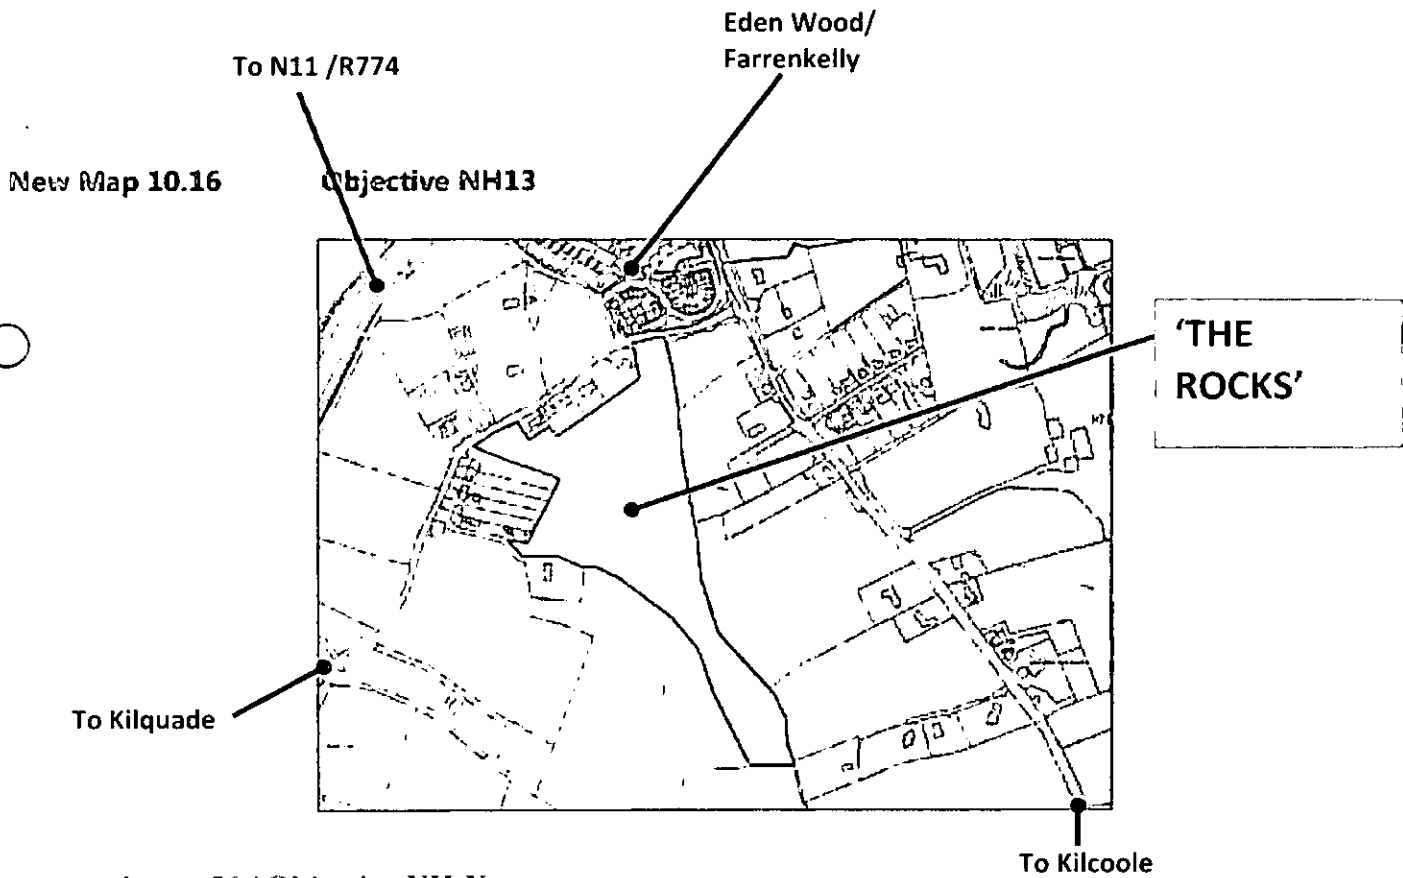 Eden Wood/
Farrenkelly
To N11 /R774
New Map 10.16 Objective NH13
‘THE
ROCKS’
To Kilquade
To Kilcoole